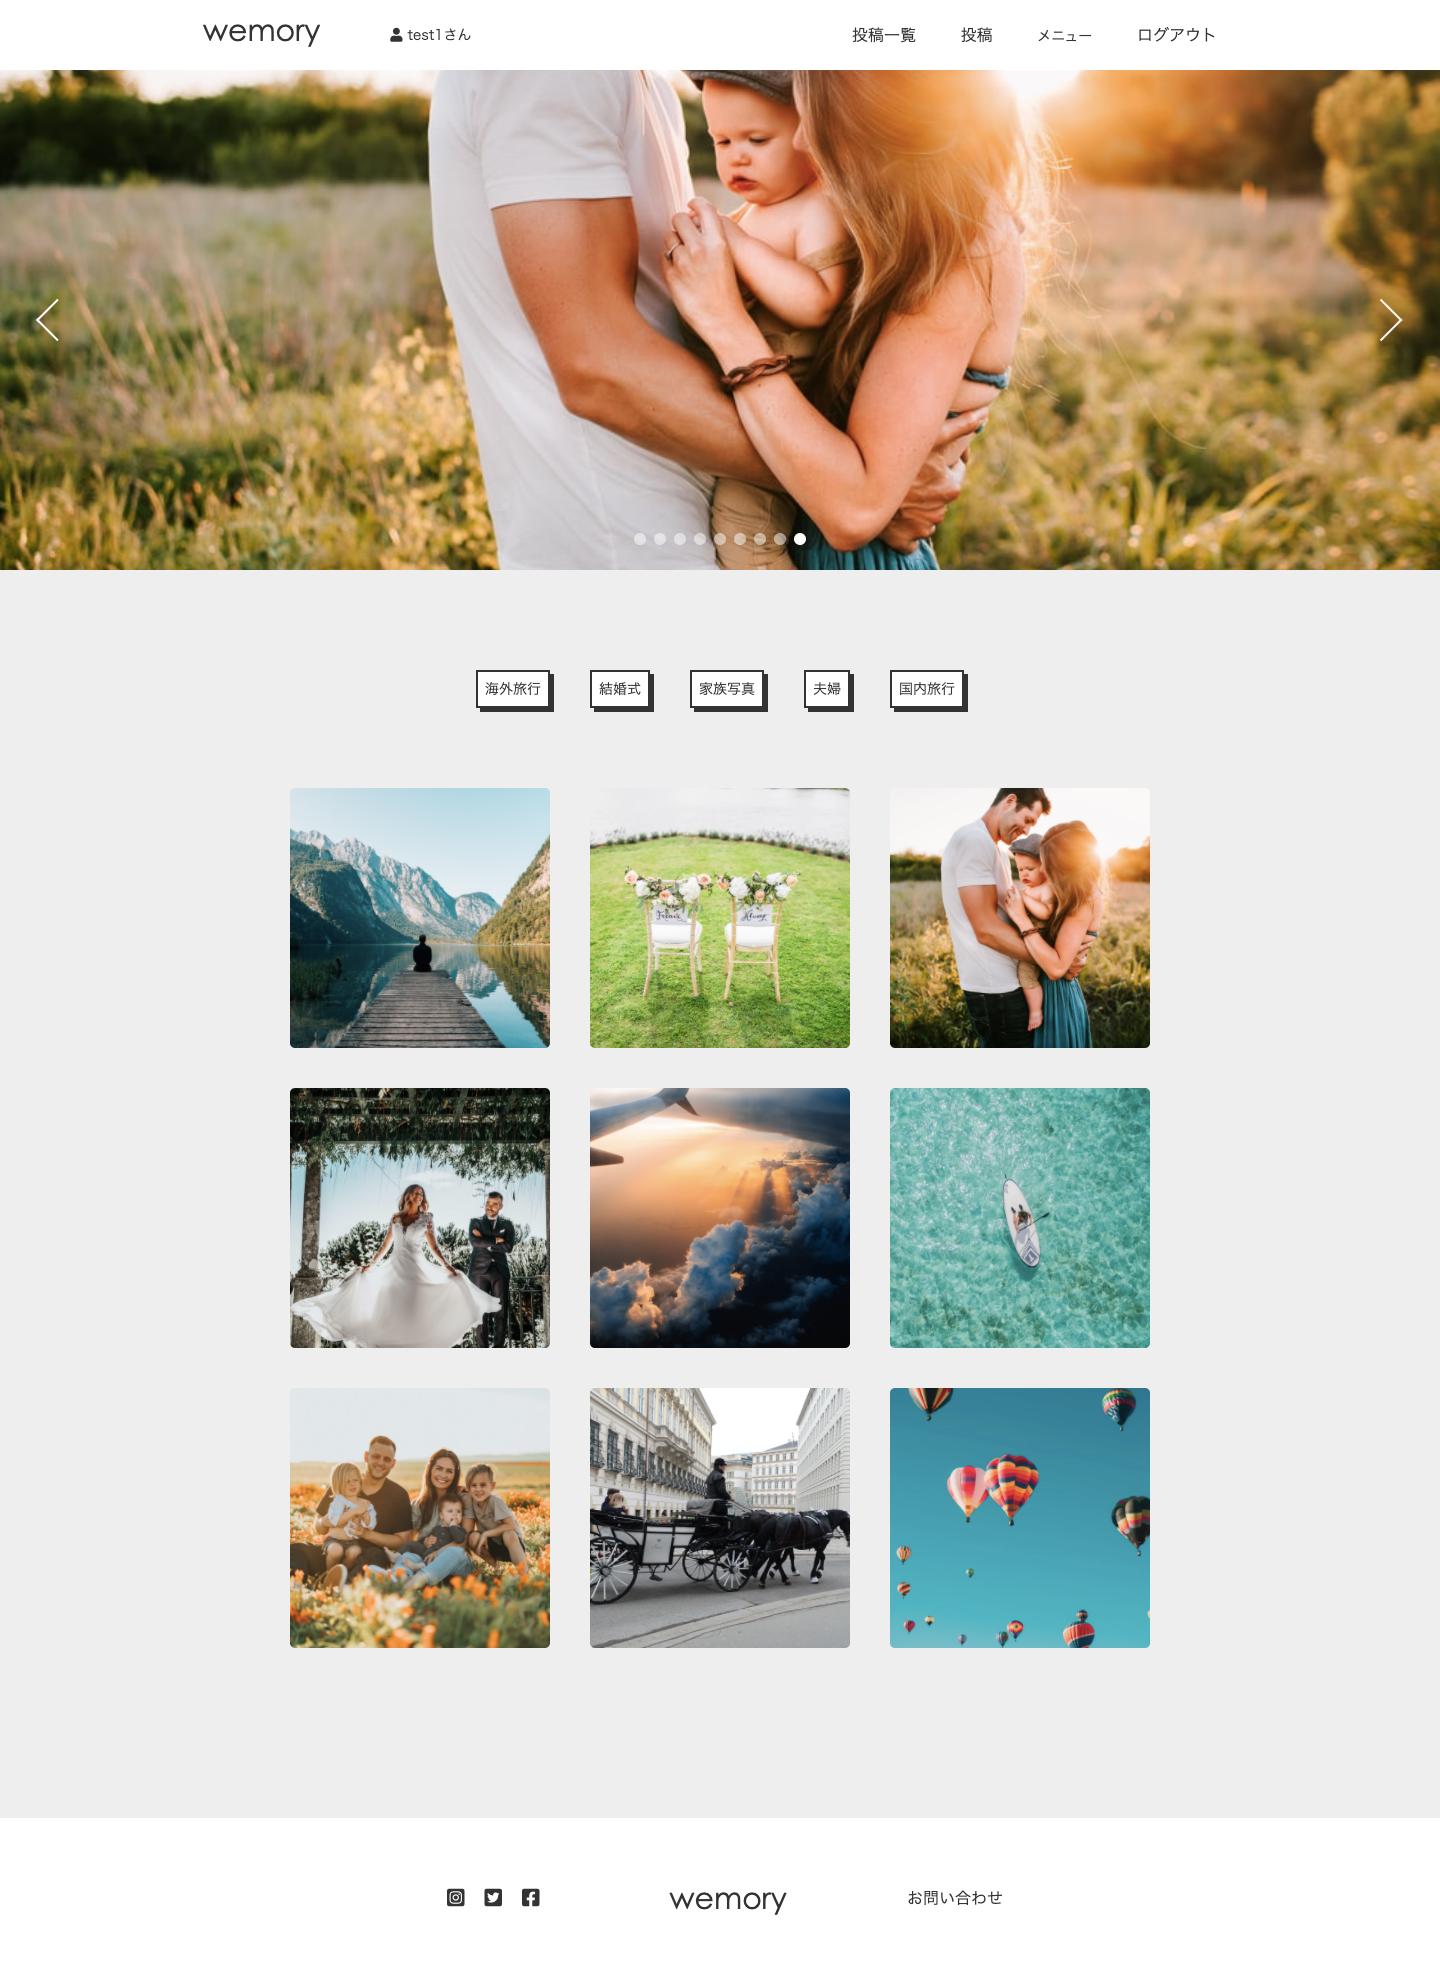 wemory
test1さん
投稿一覧
投稿
メニュー
ログアウト
海外旅行
結婚式
家族写真
夫婦
国内旅行
wemory
お問い合わせ